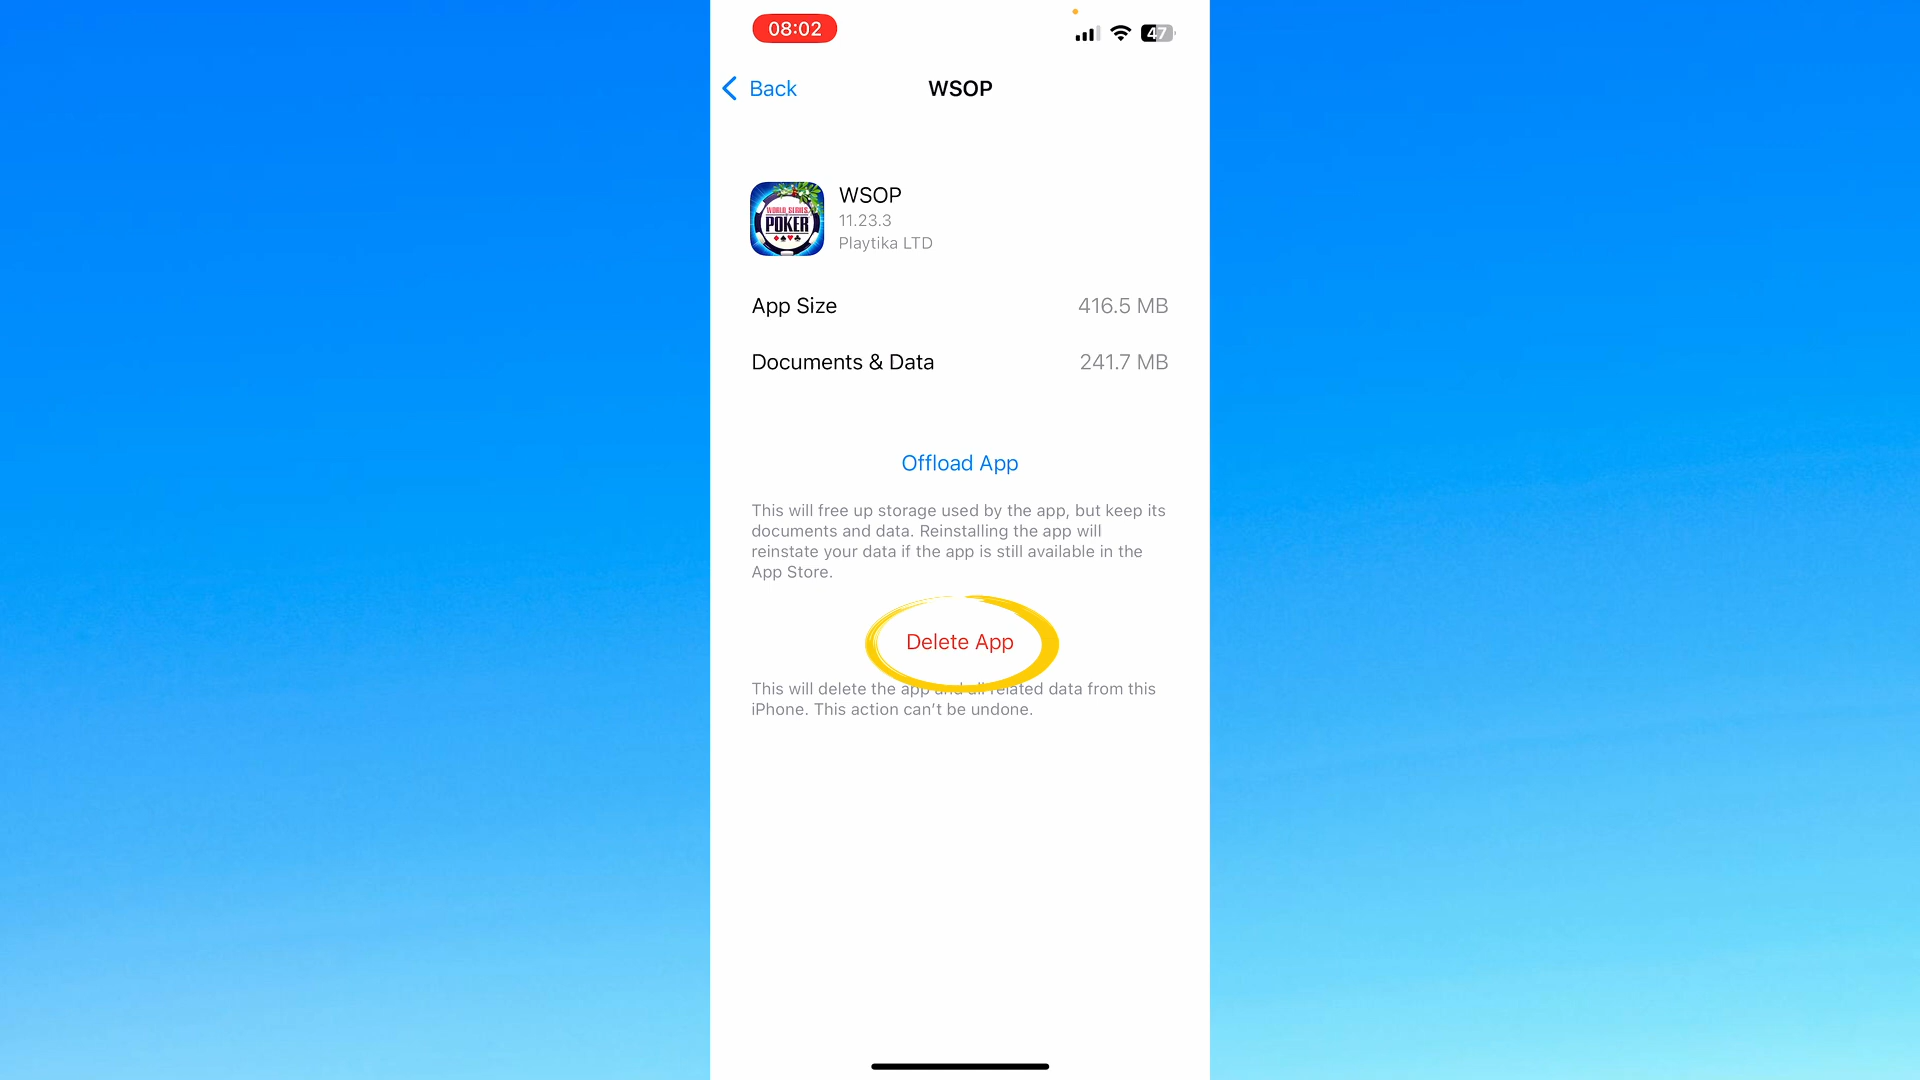 08:02
47
Back
WSOP
WORLD SERIES
POKER
WSOP
11.23.3
Playtika LTD
App Size
416.5 MB
Documents & Data
241.7 MB
Offload App
This will free up storage used by the app, but keep its
documents and data. Reinstalling the app will
reinstate your data if the app is still available in the
App Store.
Delete App
This will delete the app and all related data from this
iPhone. This action can’t be undone.